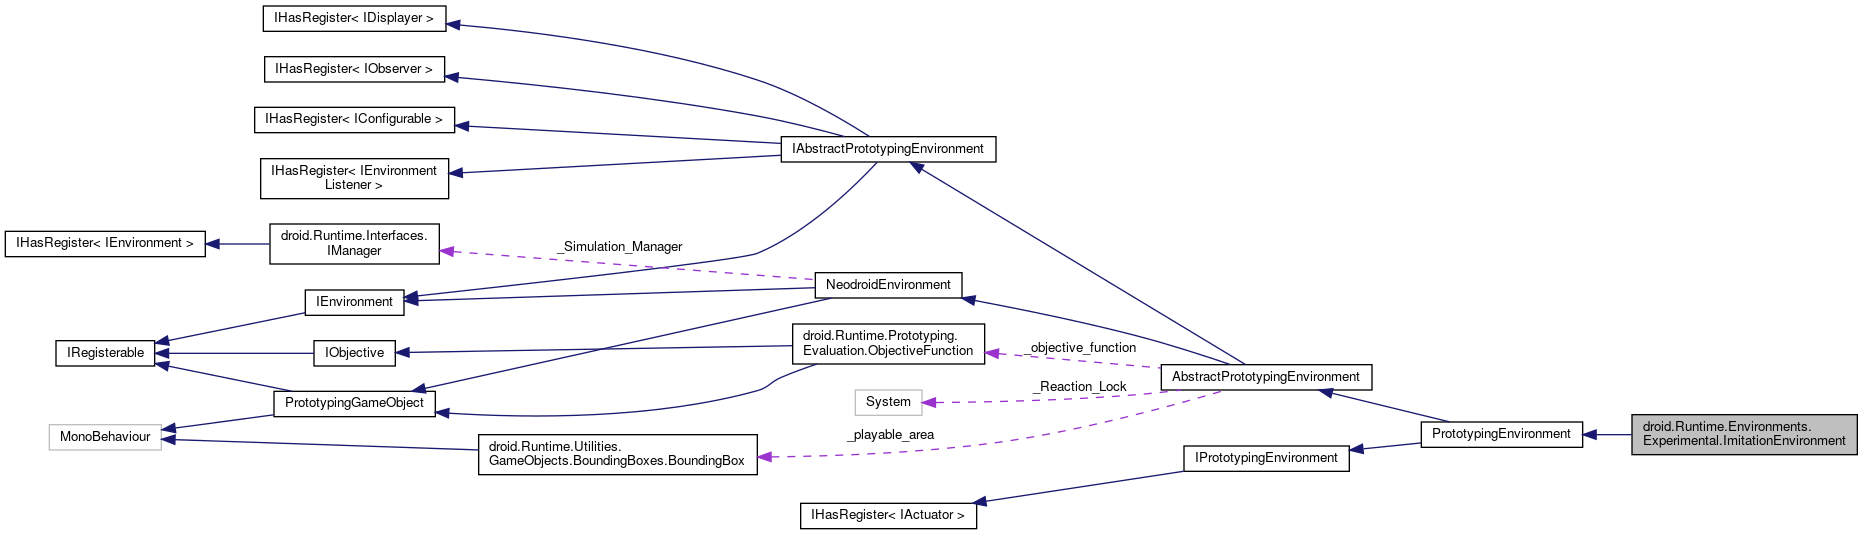 IHasRegister< IDisplayer >
IHasRegister< IObserver >
IHasRegister< IConfigurable >
IAbstractPrototypingEnvironment
IHasRegister< IEnvironment
Listener >
IHasRegister< IEnvironment >
droid.Runtime.Interfaces.
IManager
_Simulation_Manager
NeodroidEnvironment
IEnvironment
IRegisterable
IObjective
droid.Runtime.Prototyping.
Evaluation.ObjectiveFunction
_objective_function
AbstractPrototypingEnvironment
PrototypingGameObject
System
_Reaction_Lock
MonoBehaviour
droid.Runtime.Utilities.
GameObjects.BoundingBoxes.BoundingBox
_playable_area
PrototypingEnvironment
droid.Runtime.Environments.
Experimental.ImitationEnvironment
IPrototypingEnvironment
IHasRegister< IActuator >